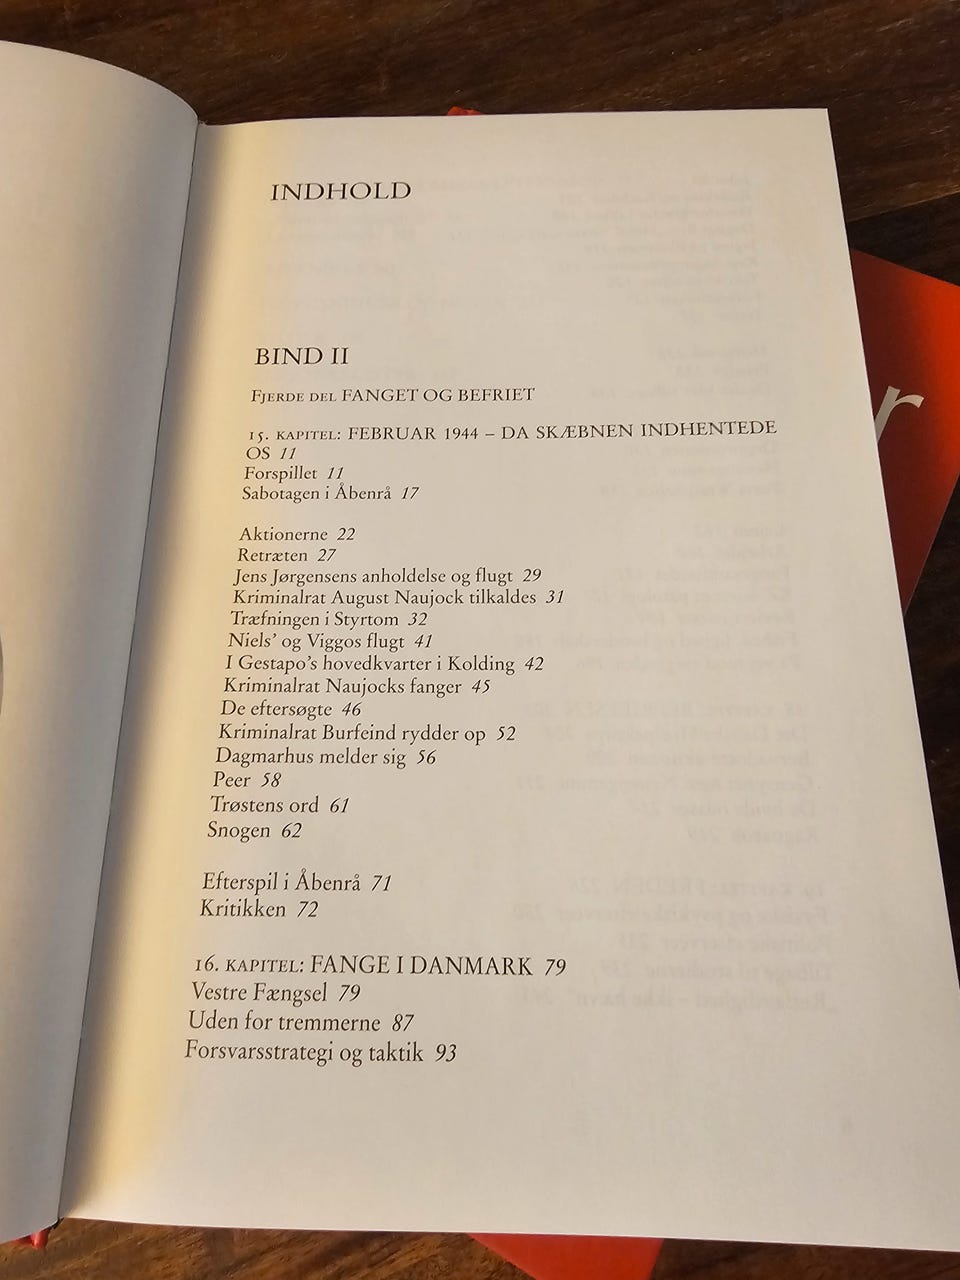 INDHOLD
BIND II
FJERDE DEL FANGET OG BEFRIET
15. KAPITEL: FEBRUAR 1944 – DA SKÆBNEN INDHENTEDE
OS 11
Forspillet 11
Sabotagen i Åbenrå 17
Aktionerne 22
Retræten 27
Jens Jørgensens anholdelse og flugt 29
Kriminalrat August Naujock tilkaldes 31
Træfningen i Styrtom 32
Niels’ og Viggos flugt 41
I Gestapo’s hovedkvarter i Kolding 42
Kriminalrat Naujocks fanger 45
De eftersøgte 46
Kriminalrat Burfeind rydder op 52
Dagmarhus melder sig 56
Peer 58
Trøstens ord 61
Snogen 62
Efterspil i Åbenrå 71
Kritikken 72
16. KAPITEL: FANGE I DANMARK 79
Vestre Fængsel 79
Uden for tremmerne 87
Forsvarsstrategi og taktik 93
r